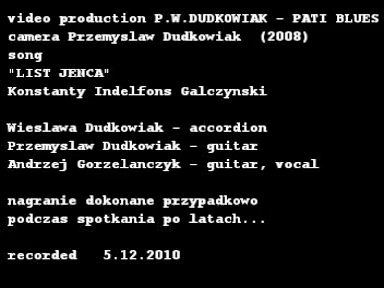 video production P.W.DUDKOWIAK - PATI BLUES
camera Przemyslaw Dudkowiak (2008)
song
"LIST JENCA"
Konstanty Indelfons Galczynski
Wieslawa Dudkowiak - accordion
Przemyslaw Dudkowiak - guitar
Andrzej Gorzelanczyk - guitar, vocal
nagranie dokonane przypadkowo
podczas spotkania po latach...
recorded 5.12.2010